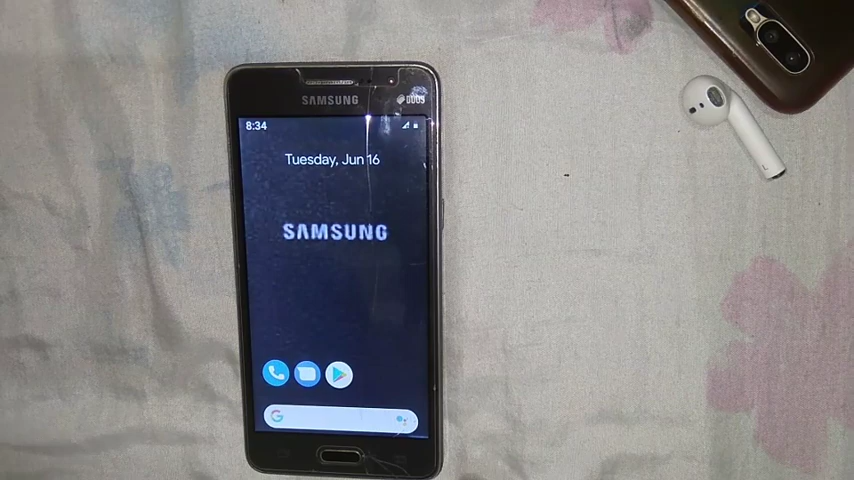 SAMSUNG
DUOS
8:34
Tuesday, Jun 16
SAMSUNG
G
L